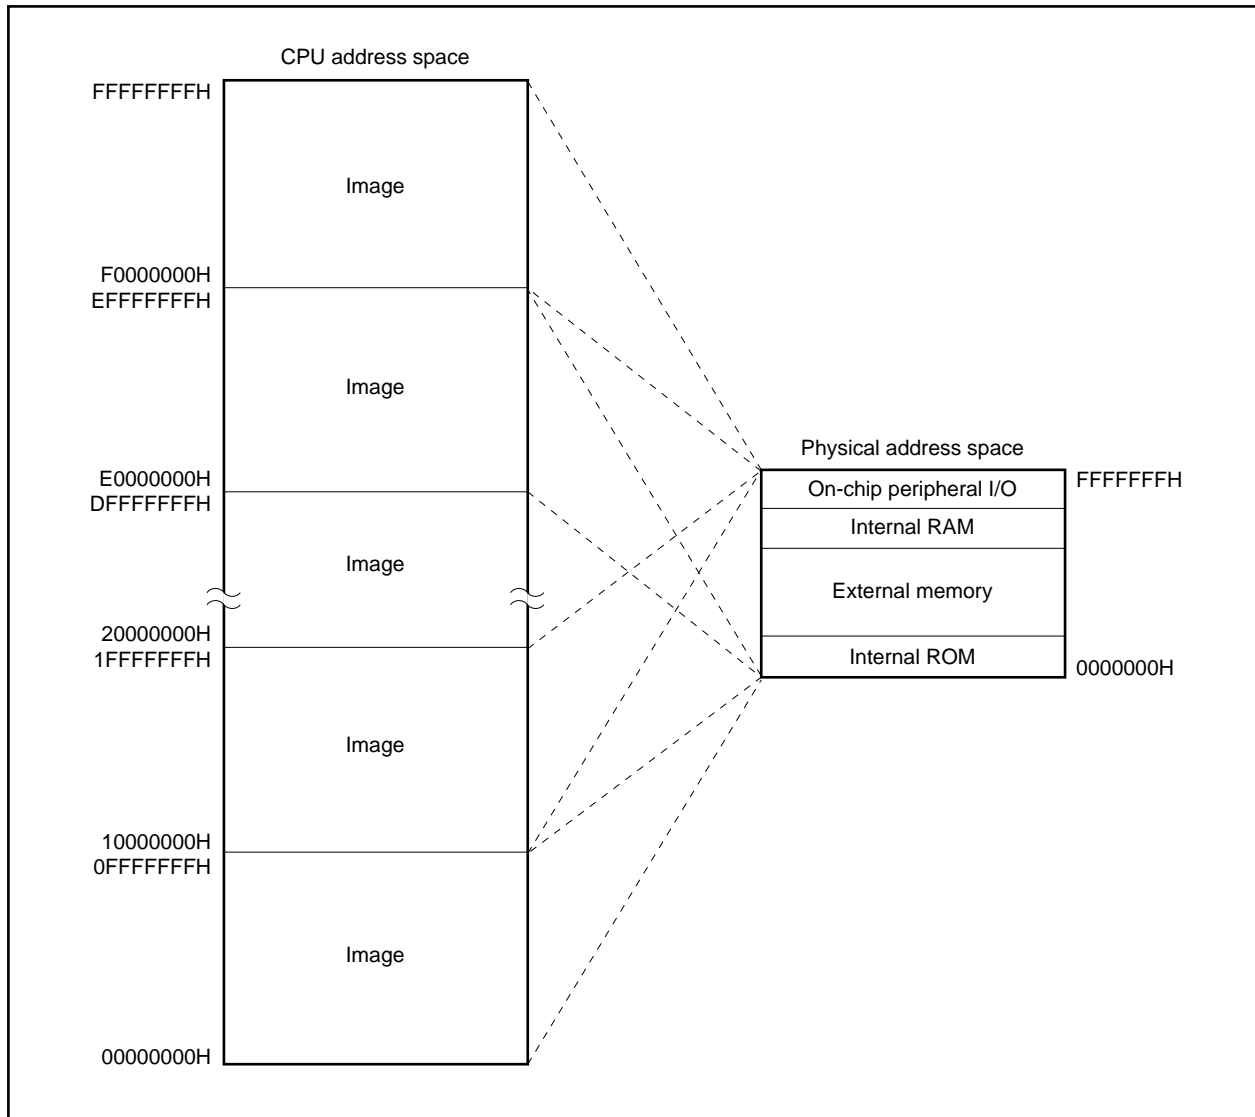 CPU address space
FFFFFFFFH
Image
F0000000H
EFFFFFFFH
Image
E0000000H
DFFFFFFFH
Image
20000000H
1FFFFFFFH
Image
10000000H
0FFFFFFFH
Image
00000000H
Physical address space
On-chip peripheral I/O
FFFFFFFH
Internal RAM
External memory
Internal ROM
0000000H